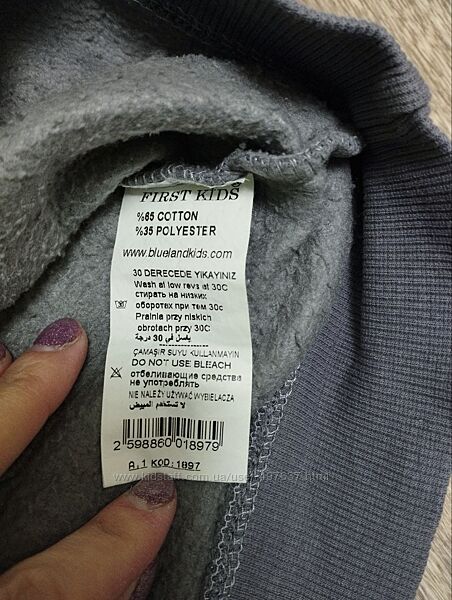 FIRST KIDS
%65 COTTON
%35 POLYESTER
www.bluelandkids.com
30 DERECEDE YIKAYINIZ
Wash at low revs at 30C
стирать на низких
оборотах при тем 30c
Pralnia przy niskich
obrotach przy 30C
يغسل في 30 درجة
ÇAMAŞIR SUYU KULLANMAYIN
DO NOT USE BLEACH
отбеливающие средства
не употреблять
NIE NALEŻY UŻYWAĆ WYBIELACZA
لا تستخدم المبيض
2 598860 018979
A.1 KOD:1897